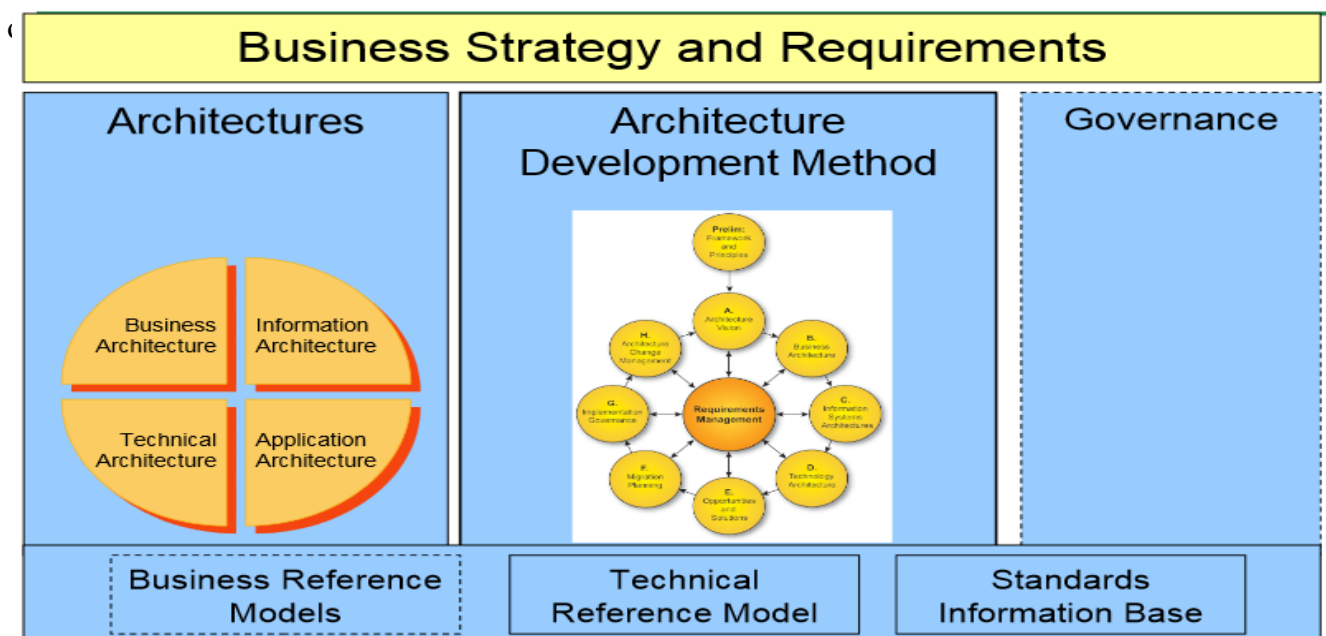 Business Strategy and Requirements
Architectures
Business
Architecture
Information
Architecture
Technical
Architecture
Application
Architecture
Architecture
Development Method
Prelim:
Framework
and
Principles
A.
Architecture
Vision
B.
Business
Architecture
C.
Information
Systems
Architectures
D.
Technology
Architecture
E.
Opportunities
and
Solutions
F.
Migration
Planning
G.
Implementation
Governance
H.
Architecture
Change
Management
Requirements
Management
Governance
Business Reference
Models
Technical
Reference Model
Standards
Information Base